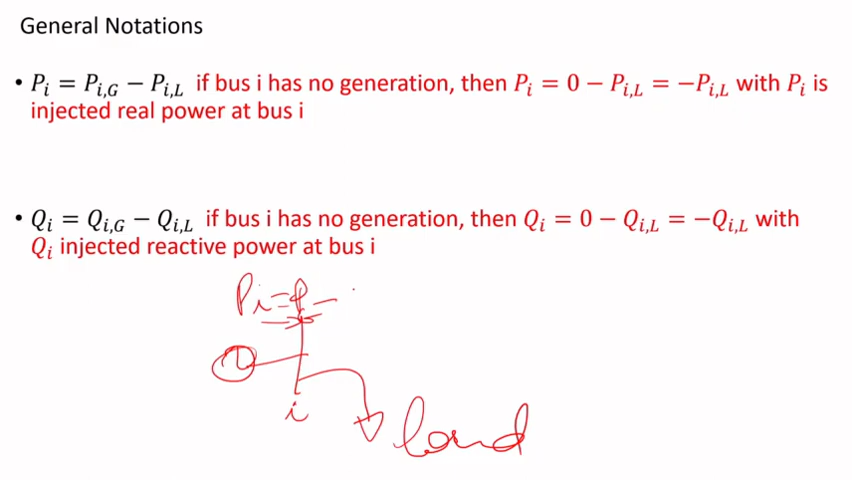 General Notations
• P_i = P_{i,G} − P_{i,L} if bus i has no generation, then P_i = 0 − P_{i,L} = −P_{i,L} with P_i is
injected real power at bus i
• Q_i = Q_{i,G} − Q_{i,L} if bus i has no generation, then Q_i = 0 − Q_{i,L} = −Q_{i,L} with
Q_i injected reactive power at bus i
P_i = P −
i
load